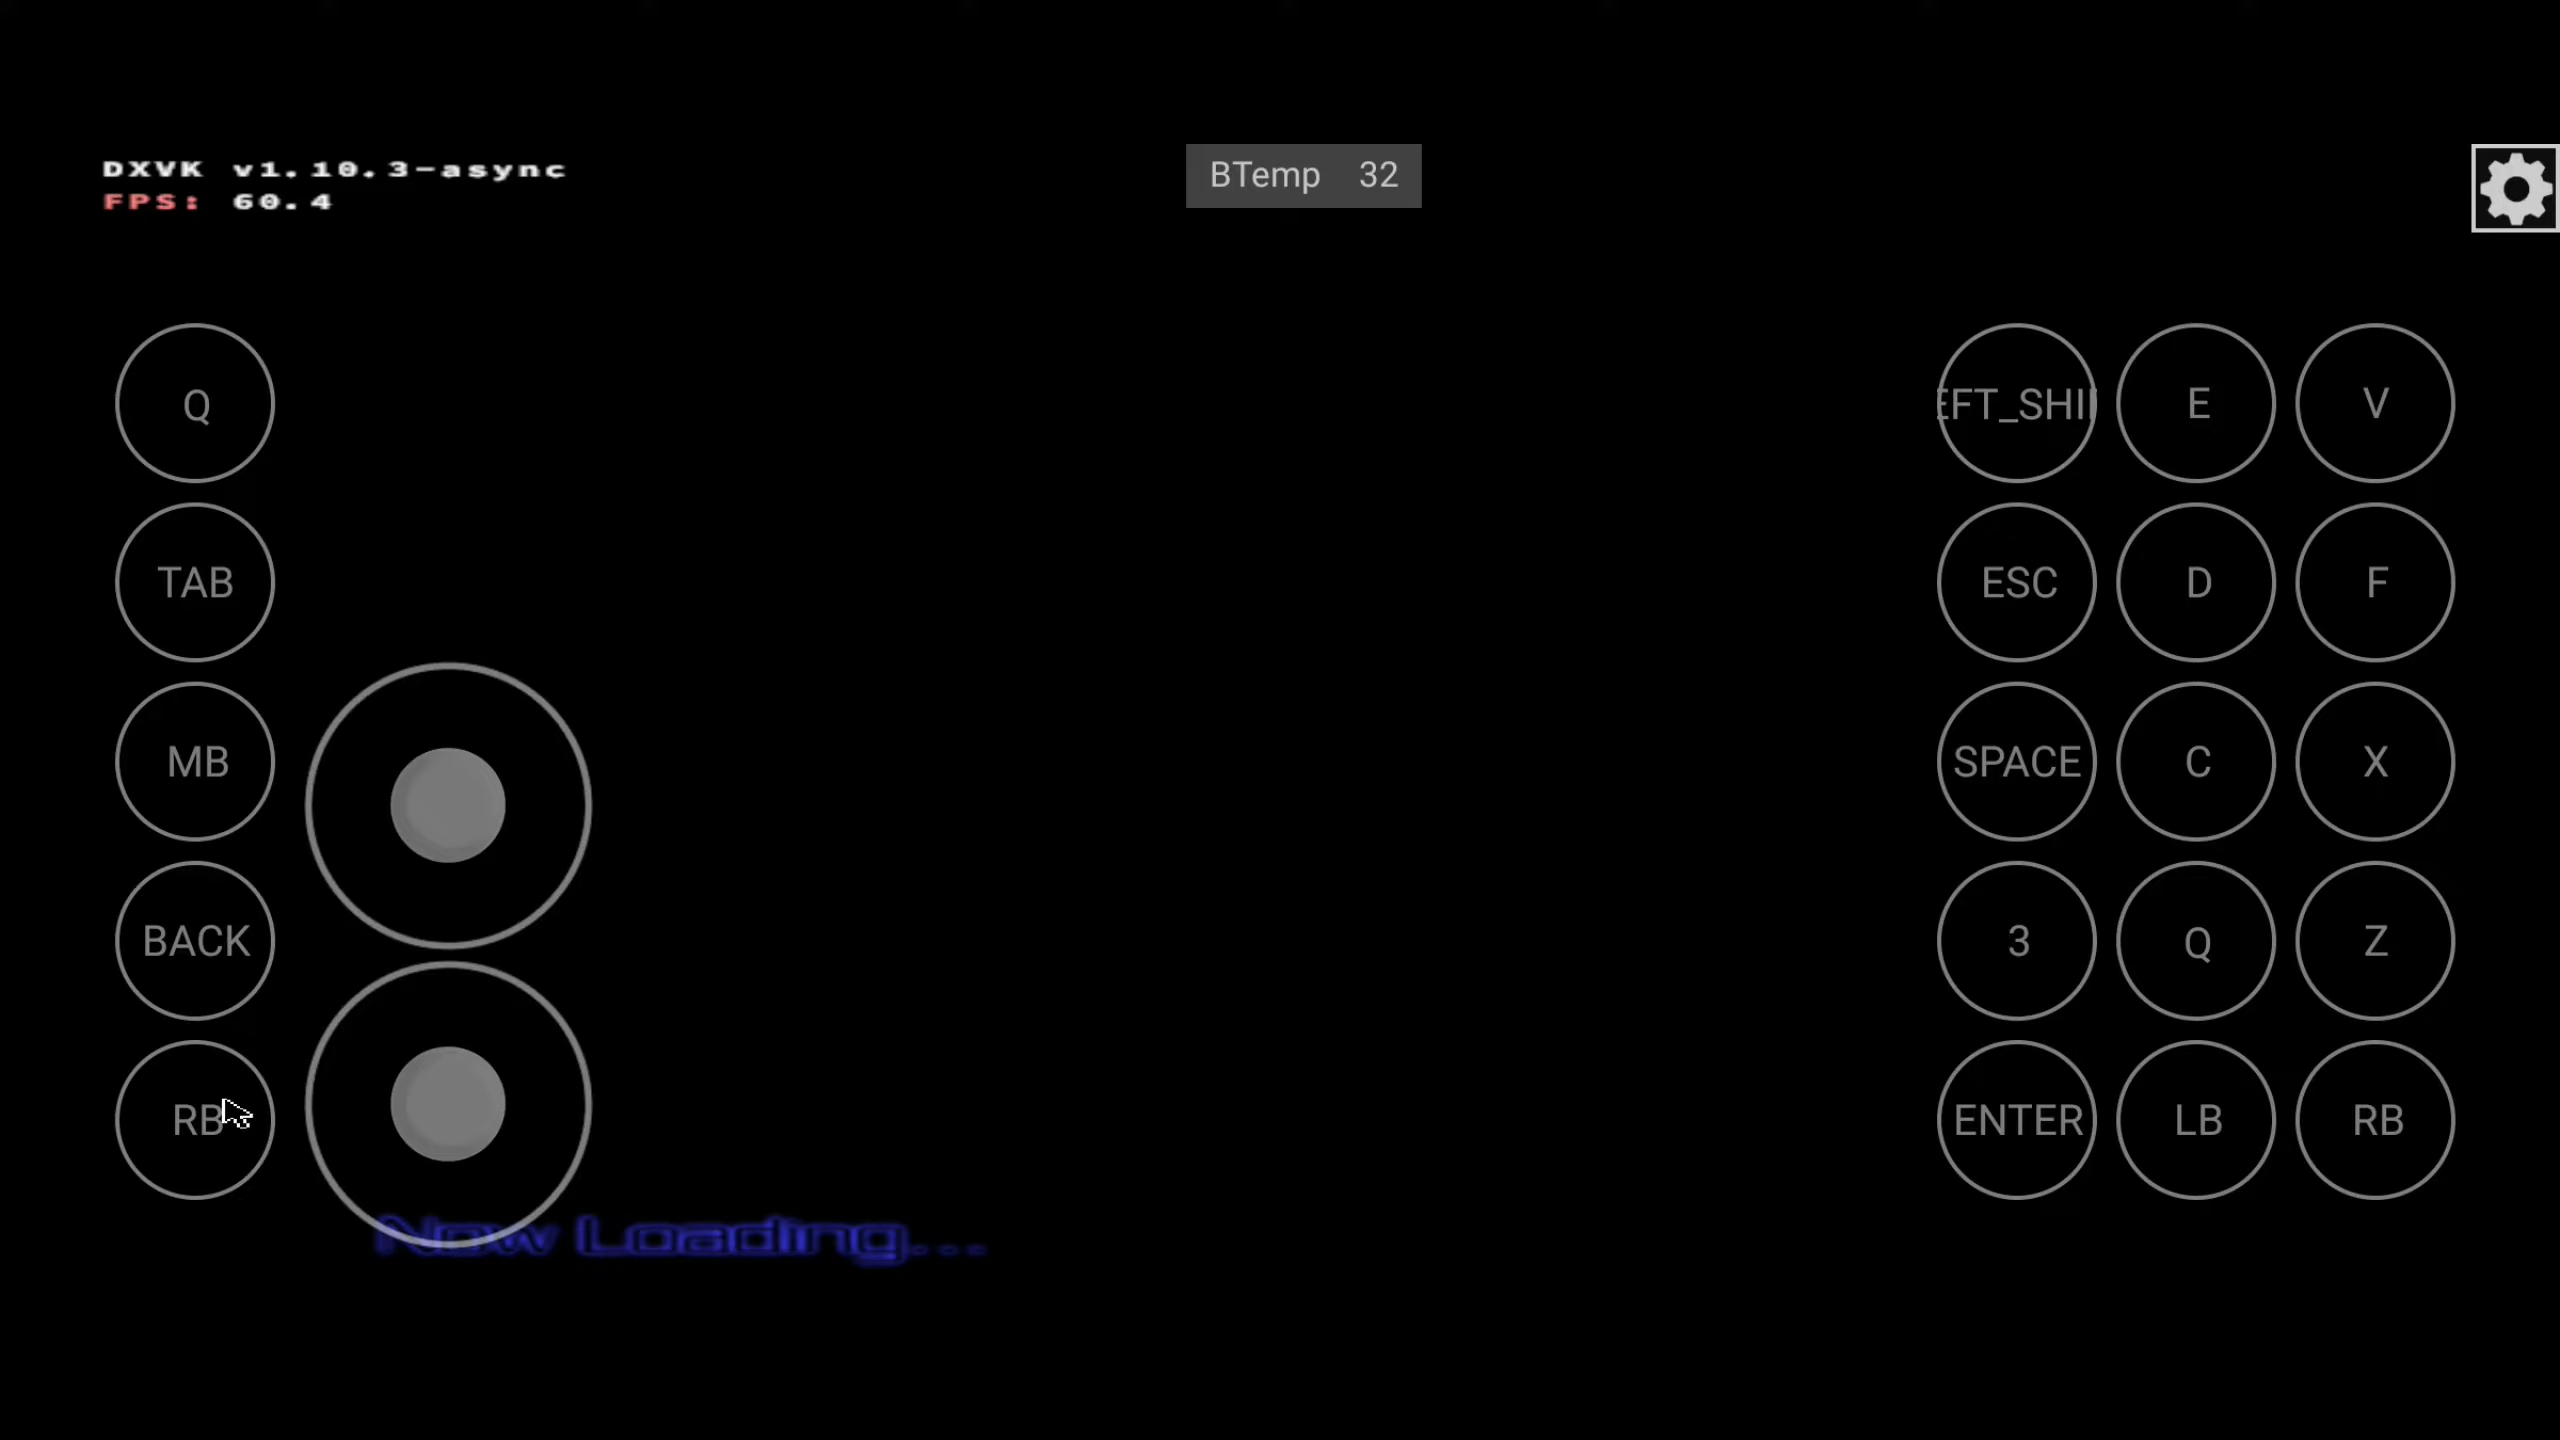 DXVK v1.10.3-async
FPS: 60.4
BTemp 32
Q
EFT_SHI
E
V
TAB
ESC
D
F
MB
SPACE
C
X
BACK
3
Q
Z
RB
ENTER
LB
RB
Now Loading...